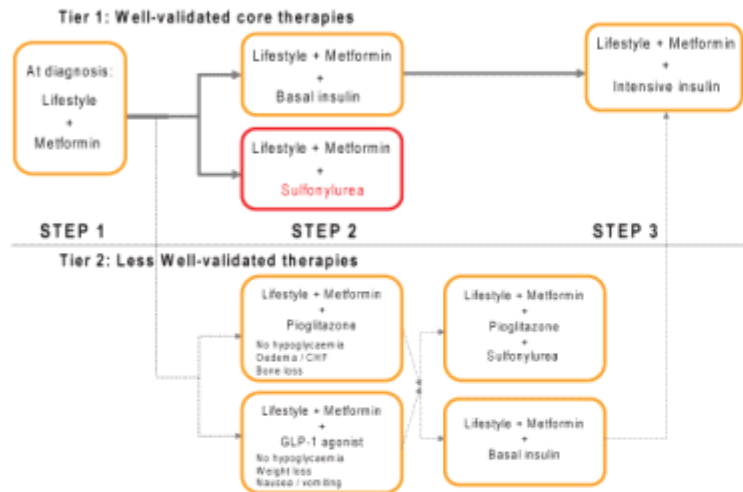 Tier 1: Well-validated core therapies
At diagnosis:
Lifestyle
+
Metformin
Lifestyle + Metformin
+
Basal insulin
Lifestyle + Metformin
+
Intensive insulin
Lifestyle + Metformin
+
Sulfonylurea
STEP 1
STEP 2
STEP 3
Tier 2: Less Well-validated therapies
Lifestyle + Metformin
+
Pioglitazone
No hypoglycaemia
Oedema / CHF
Bone loss
Lifestyle + Metformin
+
Pioglitazone
+
Sulfonylurea
Lifestyle + Metformin
+
GLP-1 agonist
No hypoglycaemia
Weight loss
Nausea / vomiting
Lifestyle + Metformin
+
Basal insulin